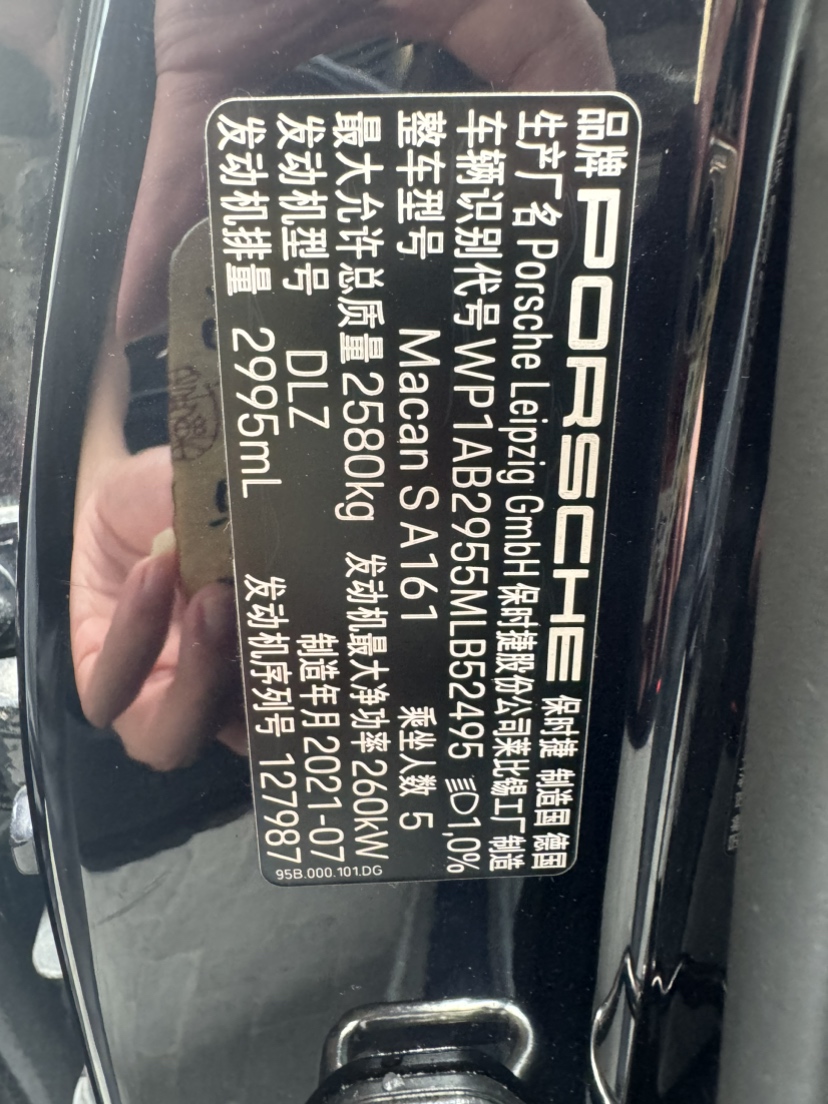 品牌 PORSCHE 保时捷 制造国 德国
生产厂名 Porsche Leipzig GmbH 保时捷股份公司莱比锡工厂 制造
车辆识别代号 WP1AB2955MLB52495 1,0%
整车型号 Macan S A161 乘坐人数 5
最大允许总质量 2580kg 发动机最大净功率 260kW
发动机型号 DLZ 制造年月 2021-07
发动机排量 2995mL 发动机序列号 127987
95B.000.101.DG